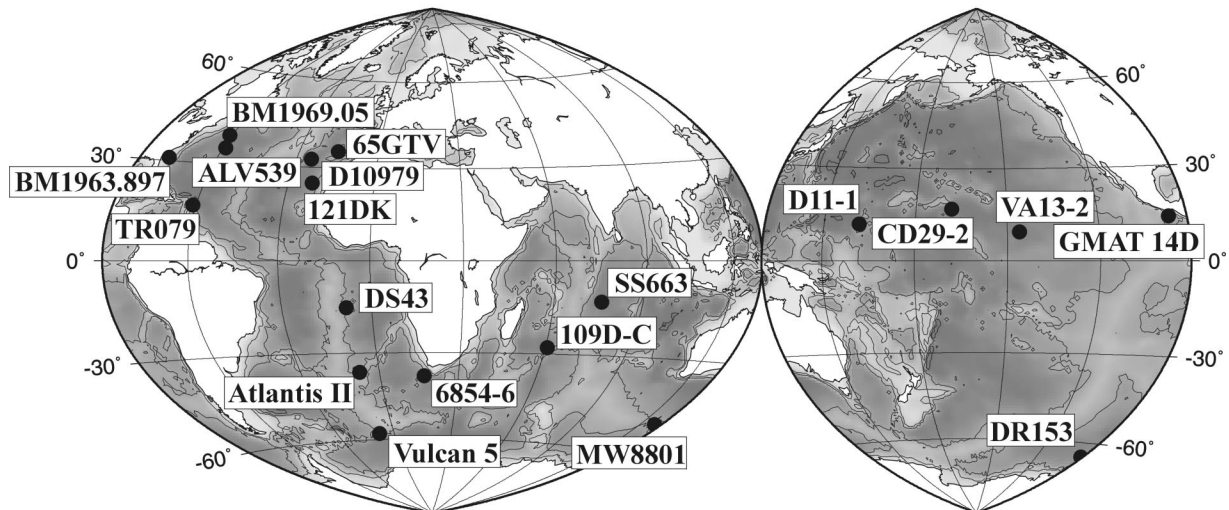 60°
60°
BM1969.05
30°
65GTV
30°
BM1963.897
ALV539
D10979
D11-1
VA13-2
121DK
CD29-2
GMAT 14D
TR079
0°
0°
SS663
DS43
109D-C
-30°
-30°
Atlantis II
6854-6
DR153
-60°
Vulcan 5
MW8801
-60°